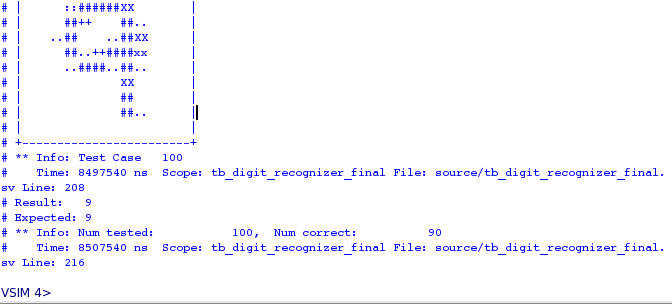 # |      ::######XX        |
# |      ##++    ##..      |
# |    ..##    ..##XX      |
# |      ##..++####xx      |
# |      ..####..##..      |
# |              XX        |
# |              ##        |
# |              ##..      |
# |                        |
# +------------------------+
# ** Info: Test Case   100
#    Time: 8497540 ns  Scope: tb_digit_recognizer_final File: source/tb_digit_recognizer_final.
sv Line: 208
# Result:   9
# Expected: 9
# ** Info: Num tested:           100,  Num correct:          90
#    Time: 8507540 ns  Scope: tb_digit_recognizer_final File: source/tb_digit_recognizer_final.
sv Line: 216
VSIM 4>